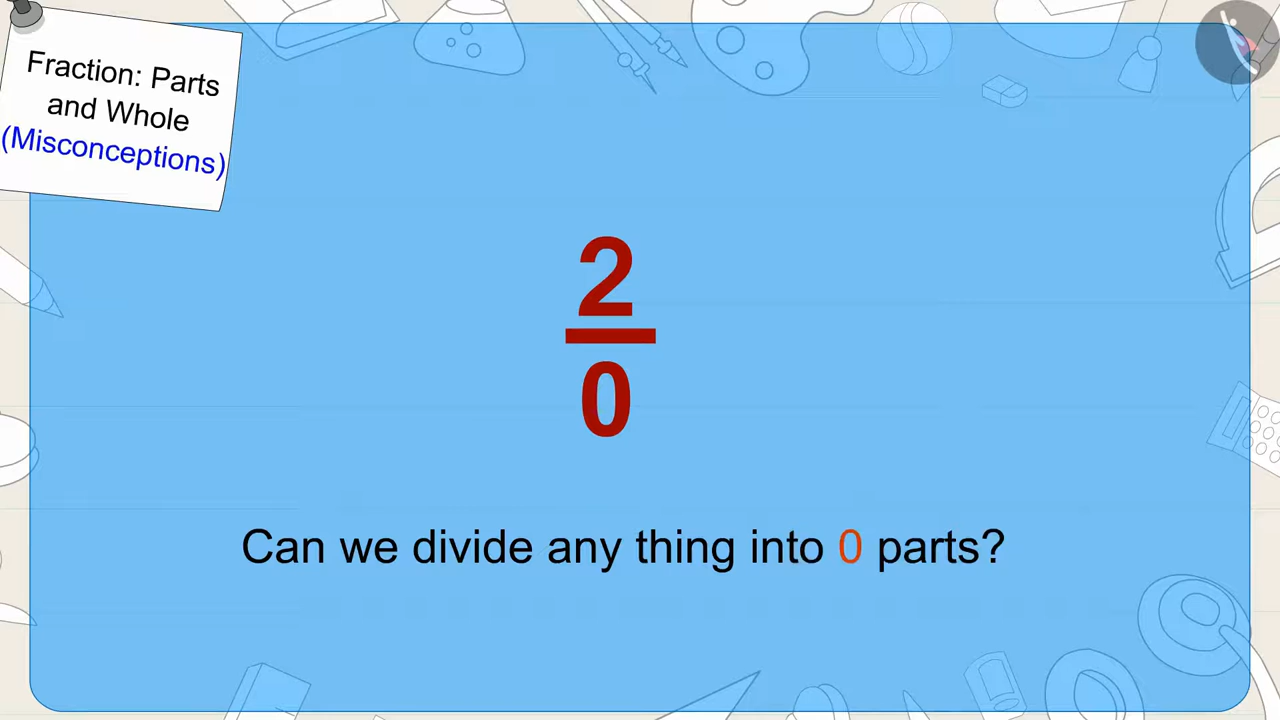 Fraction: Parts
and Whole
(Misconceptions)
2
0
Can we divide any thing into 0 parts?